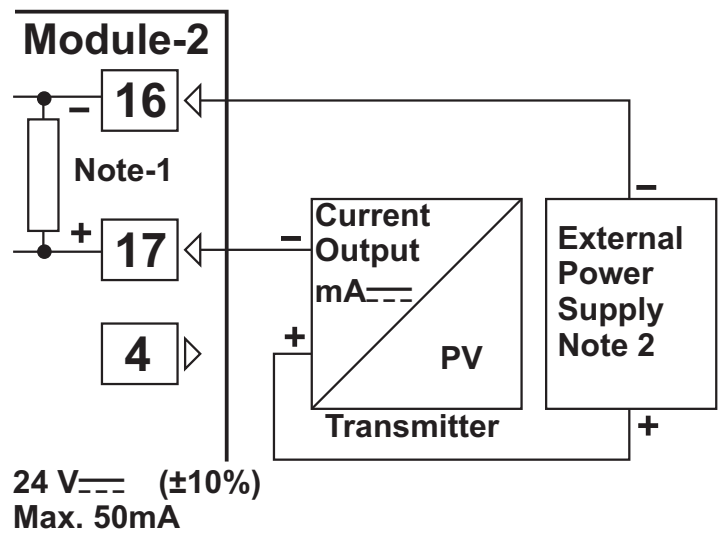 Module-2
− 16
Note-1
+ 17
4
24 V⎓ (±10%)
Max. 50mA
− Current
Output
mA⎓
+ PV
Transmitter
−
External
Power
Supply
Note 2
+